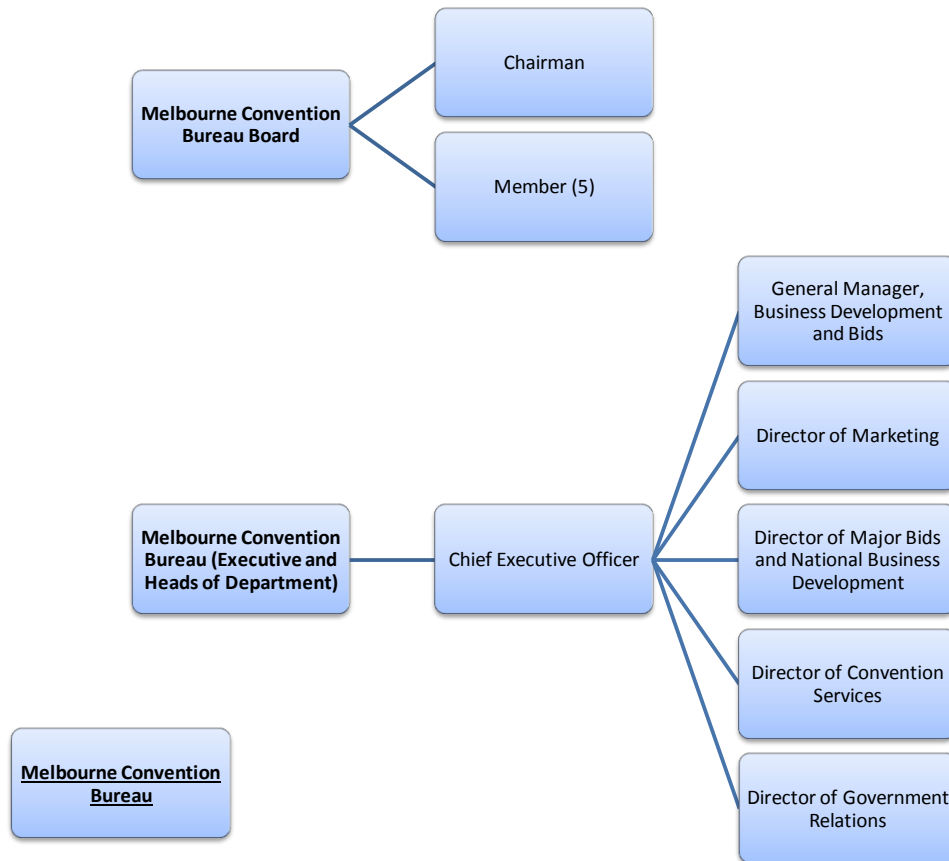 Chairman
Melbourne Convention
Bureau Board
Member (5)
General Manager,
Business Development
and Bids
Director of Marketing
Melbourne Convention
Bureau (Executive and
Heads of Department)
Chief Executive Officer
Director of Major Bids
and National Business
Development
Director of Convention
Services
Melbourne Convention
Bureau
Director of Government
Relations